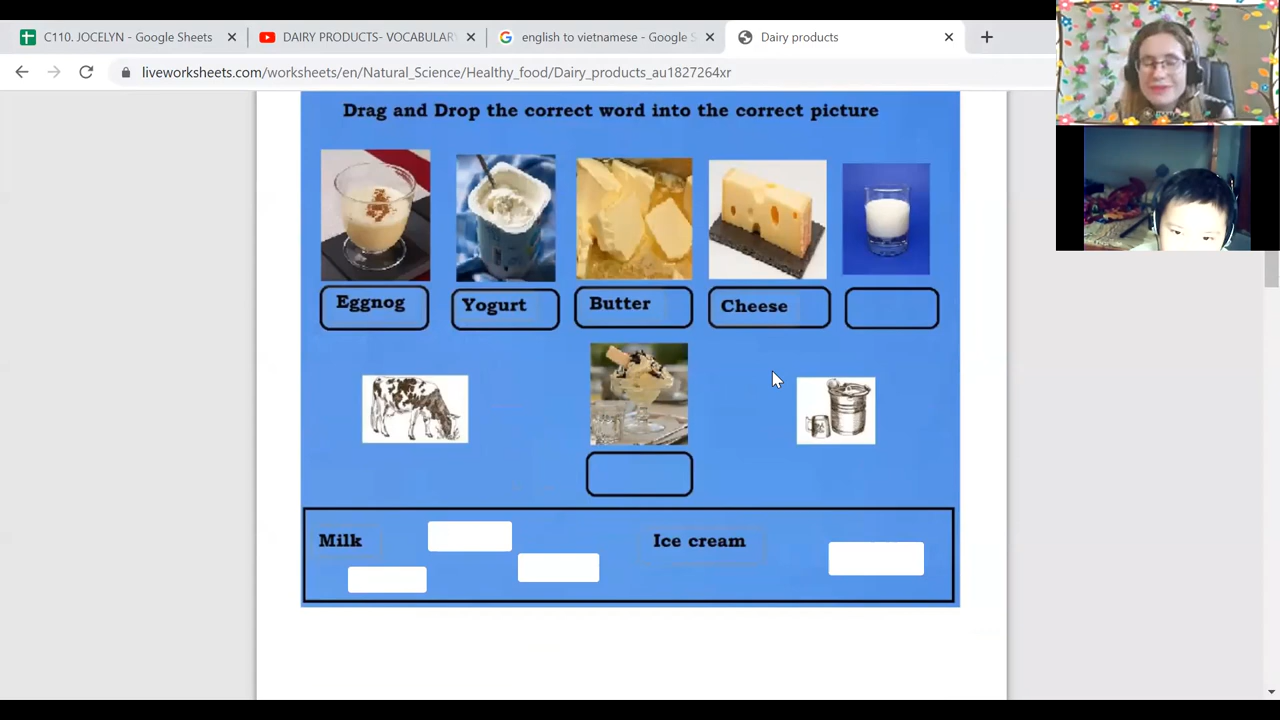 C110. JOCELYN - Google Sheets
DAIRY PRODUCTS- VOCABULARY
english to vietnamese - Google S
Dairy products
liveworksheets.com/worksheets/en/Natural_Science/Healthy_food/Dairy_products_au1827264xr
Drag and Drop the correct word into the correct picture
Eggnog
Yogurt
Butter
Cheese
Milk
Ice cream